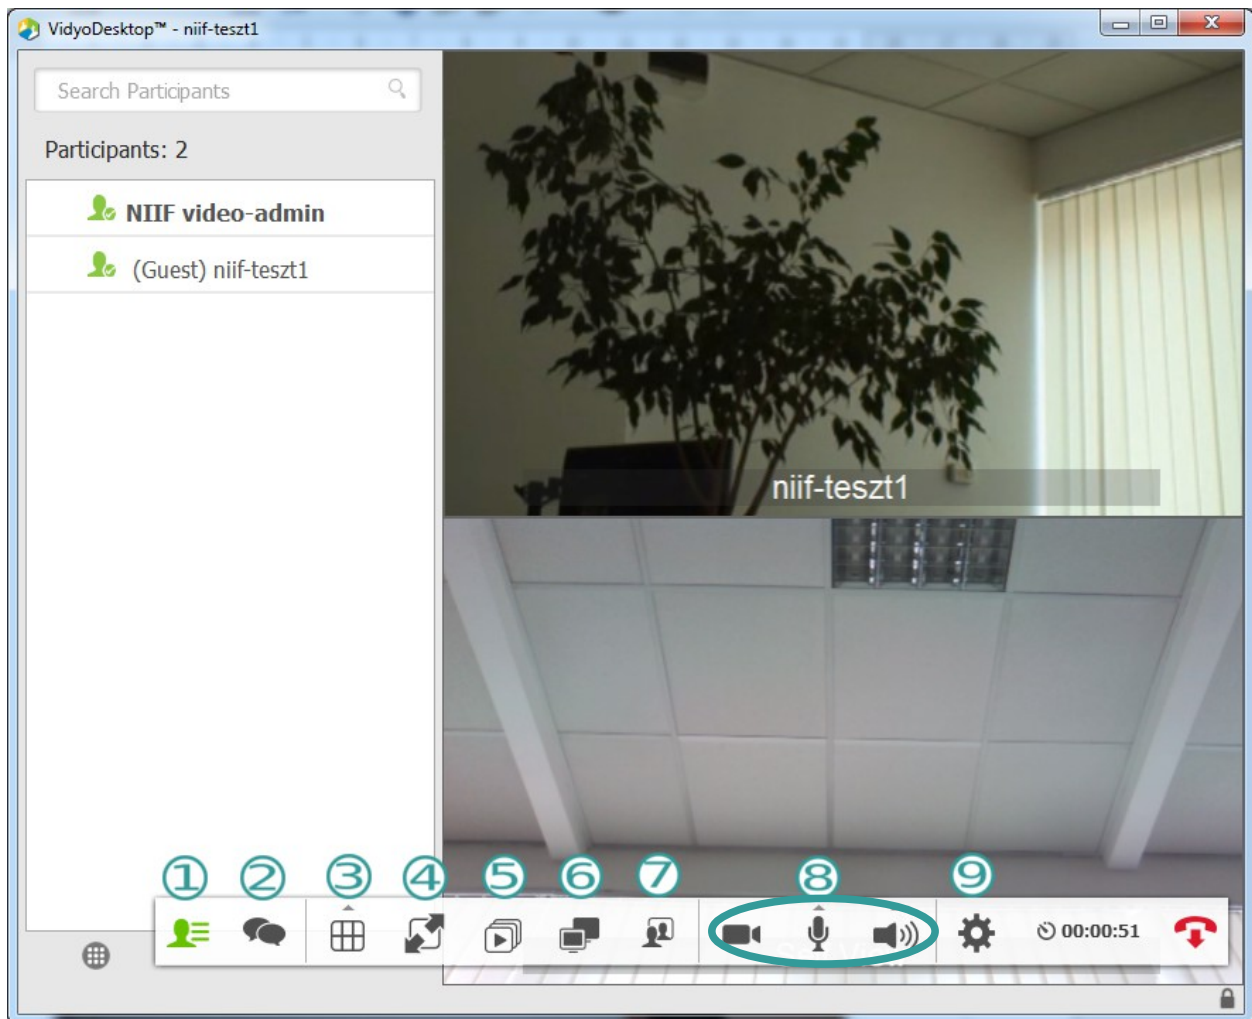 VidyoDesktop™ - niif-teszt1
Search Participants
Participants: 2
NIIF video-admin
(Guest) niif-teszt1
niif-teszt1
① ② ③ ④ ⑤ ⑥ ⑦ ⑧ ⑨
00:00:51